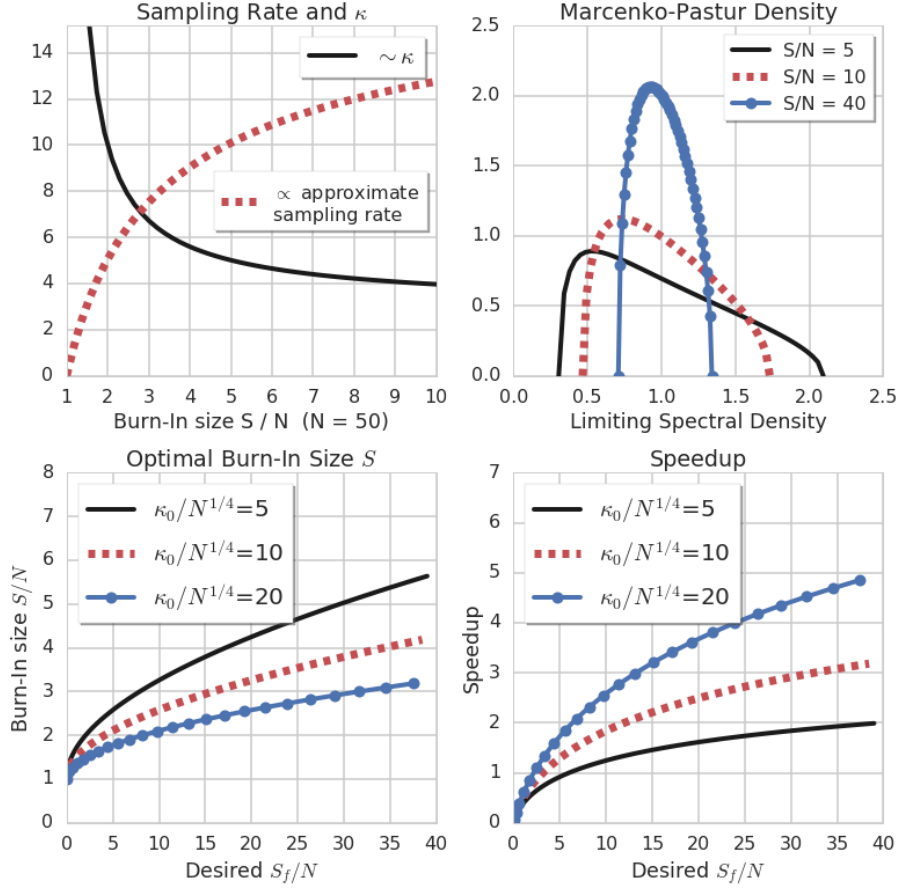 Sampling Rate and κ
14
12
10
8
6
4
2
0
∼ κ
∝ approximate
sampling rate
1 2 3 4 5 6 7 8 9 10
Burn-In size S / N (N = 50)
Marcenko-Pastur Density
2.5
2.0
1.5
1.0
0.5
0.0
S/N = 5
S/N = 10
S/N = 40
0.0 0.5 1.0 1.5 2.0 2.5
Limiting Spectral Density
Optimal Burn-In Size S
Burn-in size S/N
8
7
6
5
4
3
2
1
0
κ₀/N^{1/4}=5
κ₀/N^{1/4}=10
κ₀/N^{1/4}=20
0 5 10 15 20 25 30 35 40
Desired S_f/N
Speedup
Speedup
7
6
5
4
3
2
1
0
κ₀/N^{1/4}=5
κ₀/N^{1/4}=10
κ₀/N^{1/4}=20
0 5 10 15 20 25 30 35 40
Desired S_f/N